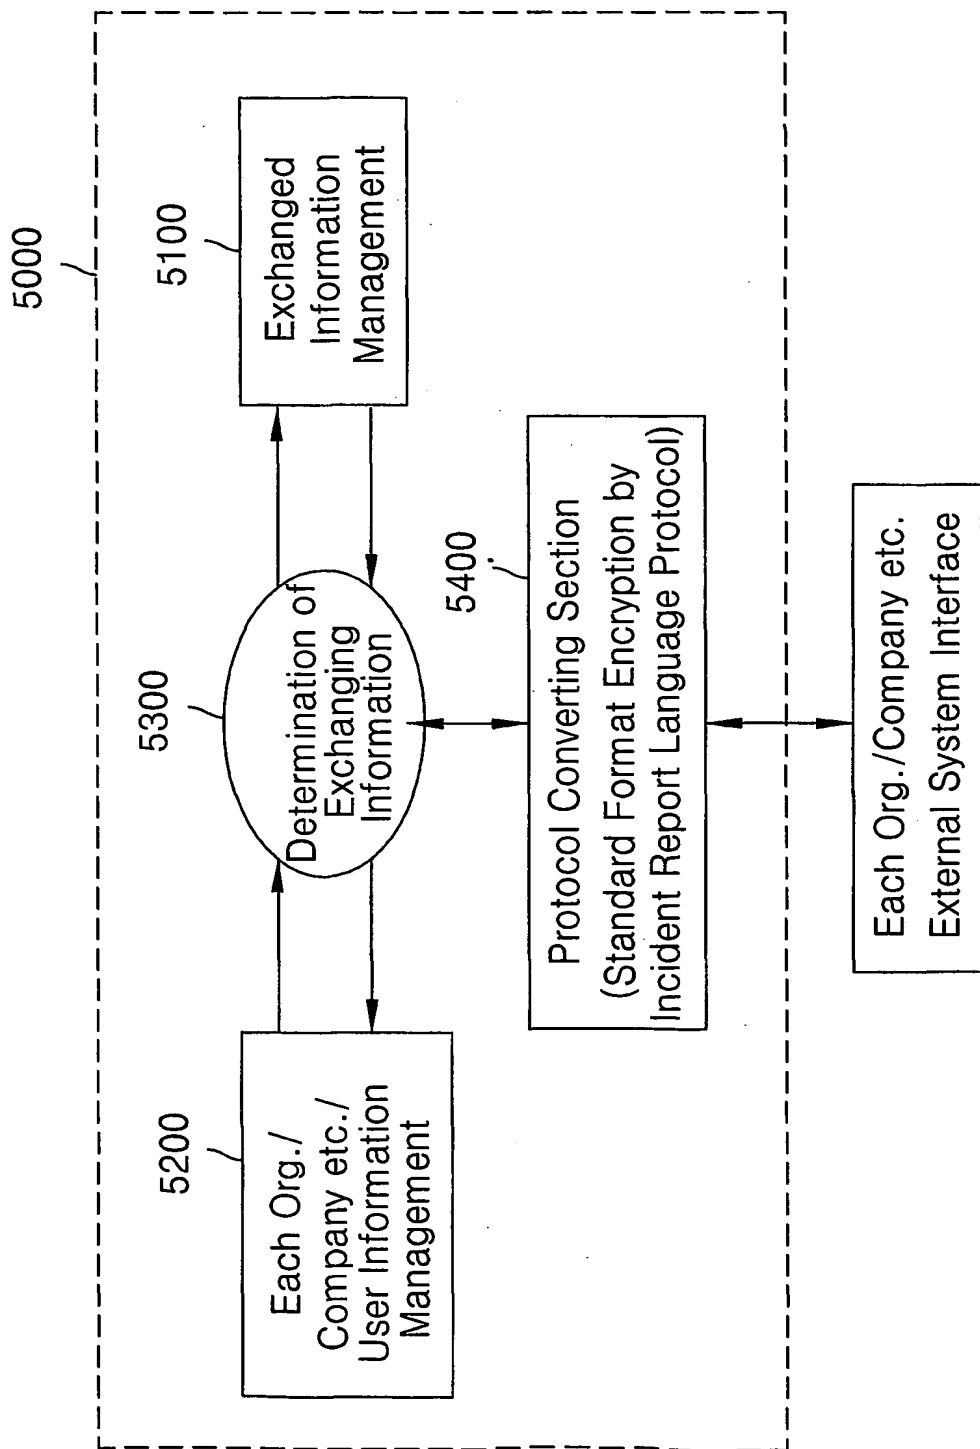 5000
5200
Each Org./
Company etc./
User Information
Management
5300
Determination of
Exchanging
Information
5100
Exchanged
Information
Management
5400
Protocol Converting Section
(Standard Format Encryption by
Incident Report Language Protocol)
Each Org./Company etc.
External System Interface